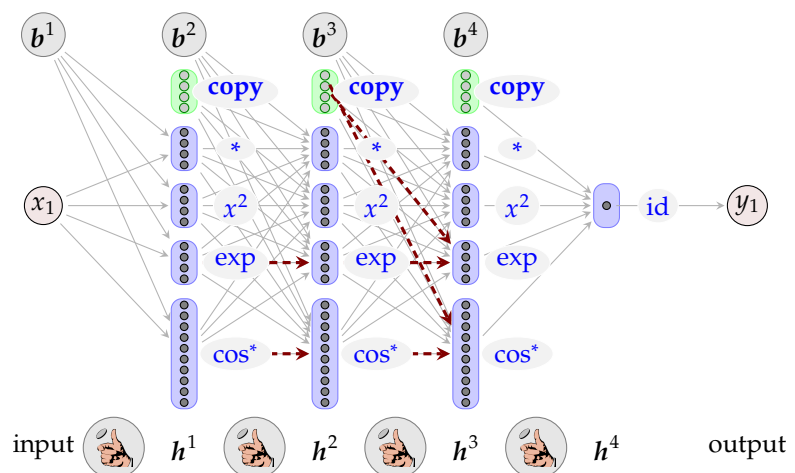 b¹ b² b³ b⁴
copy copy copy
* * *
x₁ x² x² x² id y₁
exp exp exp
cos* cos* cos*
input h¹ h² h³ h⁴ output